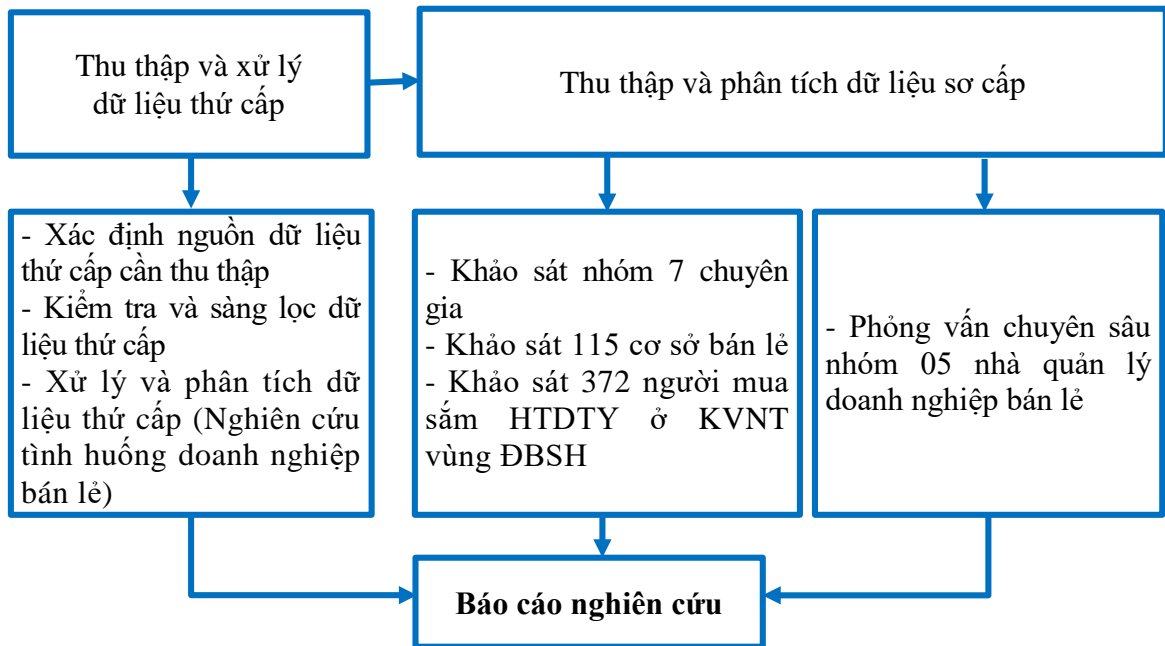 Thu thập và xử lý
dữ liệu thứ cấp
Thu thập và phân tích dữ liệu sơ cấp
- Xác định nguồn dữ liệu
thứ cấp cần thu thập
- Kiểm tra và sàng lọc dữ
liệu thứ cấp
- Xử lý và phân tích dữ
liệu thứ cấp (Nghiên cứu
tình huống doanh nghiệp
bán lẻ)
- Khảo sát nhóm 7 chuyên
gia
- Khảo sát 115 cơ sở bán lẻ
- Khảo sát 372 người mua
sắm HTDTY ở KVNT
vùng ĐBSH
- Phỏng vấn chuyên sâu
nhóm 05 nhà quản lý
doanh nghiệp bán lẻ
Báo cáo nghiên cứu